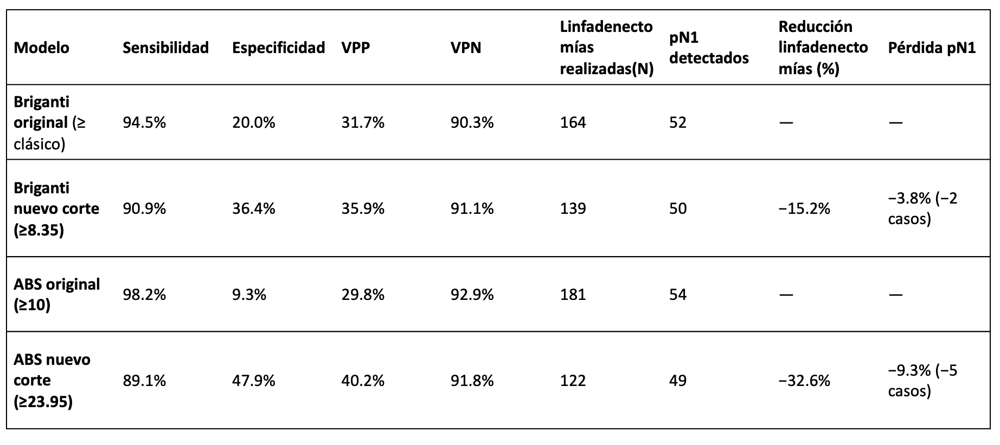 Modelo Sensibilidad Especificidad VPP VPN Linfadenecto
mías
realizadas(N) pN1
detectados Reducción
linfadenecto
mías (%) Pérdida pN1
Briganti
original (≥
clásico) 94.5% 20.0% 31.7% 90.3% 164 52 — —
Briganti
nuevo corte
(≥8.35) 90.9% 36.4% 35.9% 91.1% 139 50 −15.2% −3.8% (−2
casos)
ABS original
(≥10) 98.2% 9.3% 29.8% 92.9% 181 54 — —
ABS nuevo
corte
(≥23.95) 89.1% 47.9% 40.2% 91.8% 122 49 −32.6% −9.3% (−5
casos)